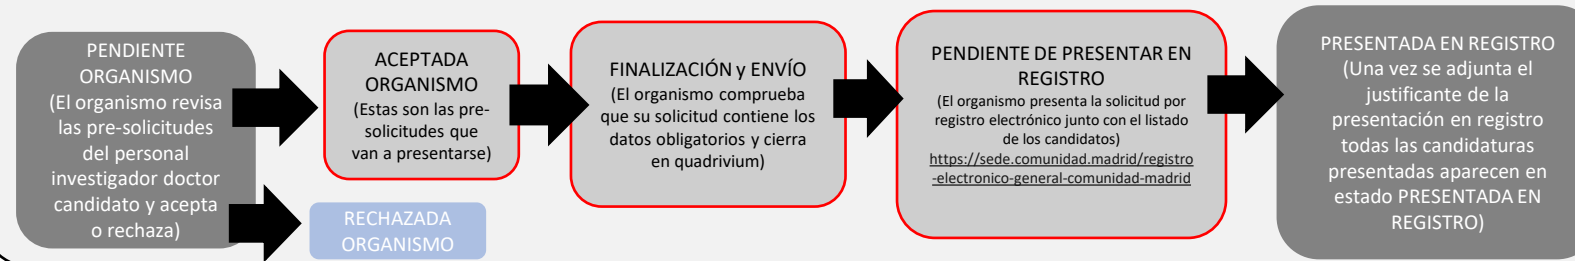 PENDIENTE
ORGANISMO
(El organismo revisa
las pre-solicitudes
del personal
investigador doctor
candidato y acepta
o rechaza)
ACEPTADA
ORGANISMO
(Estas son las pre-
solicitudes que
van a presentarse)
RECHAZADA
ORGANISMO
FINALIZACIÓN y ENVÍO
(El organismo comprueba
que su solicitud contiene los
datos obligatorios y cierra
en quadrivium)
PENDIENTE DE PRESENTAR EN
REGISTRO
(El organismo presenta la solicitud por
registro electrónico junto con el listado
de los candidatos)
https://sede.comunidad.madrid/registro
-electronico-general-comunidad-madrid
PRESENTADA EN REGISTRO
(Una vez se adjunta el
justificante de la
presentación en registro
todas las candidaturas
presentadas aparecen en
estado PRESENTADA EN
REGISTRO)